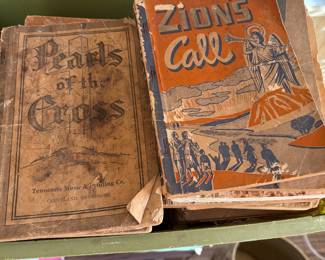 Pearls
of the
Cross
Tennessee Music & Printing Co.
ZIONS
Call